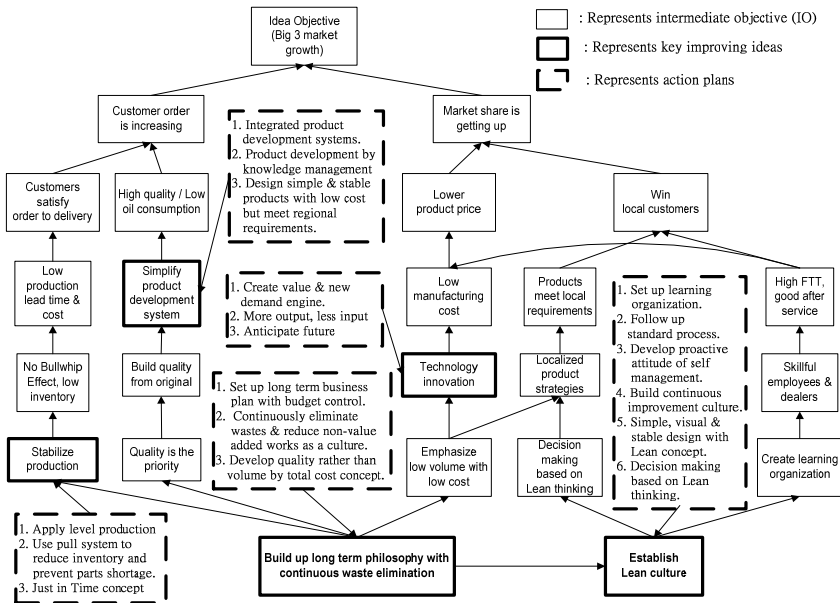 Idea Objective
(Big 3 market
growth)
: Represents intermediate objective (IO)
: Represents key improving ideas
: Represents action plans
Customer order
is increasing
1. Integrated product
development systems.
2. Product development by
knowledge management
3. Design simple & stable
products with low cost
but meet regional
requirements.
Market share is
getting up
Customers
satisfy
order to delivery
High quality / Low
oil consumption
Lower
product price
Win
local customers
Low
production
lead time &
cost
Simplify
product
development
system
1. Create value & new
demand engine.
2. More output, less input
3. Anticipate future
Low
manufacturing
cost
Products
meet local
requirements
1. Set up learning
organization.
2. Follow up
standard process.
3. Develop proactive
attitude of self
management.
4. Build continuous
improvement culture.
5. Simple, visual &
stable design with
Lean concept.
6. Decision making
based on Lean
thinking.
High FTT,
good after
service
No Bullwhip
Effect, low
inventory
Build quality
from original
Technology
innovation
Localized
product
strategies
Skillful
employees &
dealers
1. Set up long term business
plan with budget control.
2. Continuously eliminate
wastes & reduce non-value
added works as a culture.
3. Develop quality rather than
volume by total cost concept.
Stabilize
production
Quality is the
priority
Emphasize
low volume with
low cost
Decision
making
based on
Lean thinking
Create learning
organization
1. Apply level production
2. Use pull system to
reduce inventory and
prevent parts shortage.
3. Just in Time concept
Build up long term philosophy with
continuous waste elimination
Establish
Lean culture